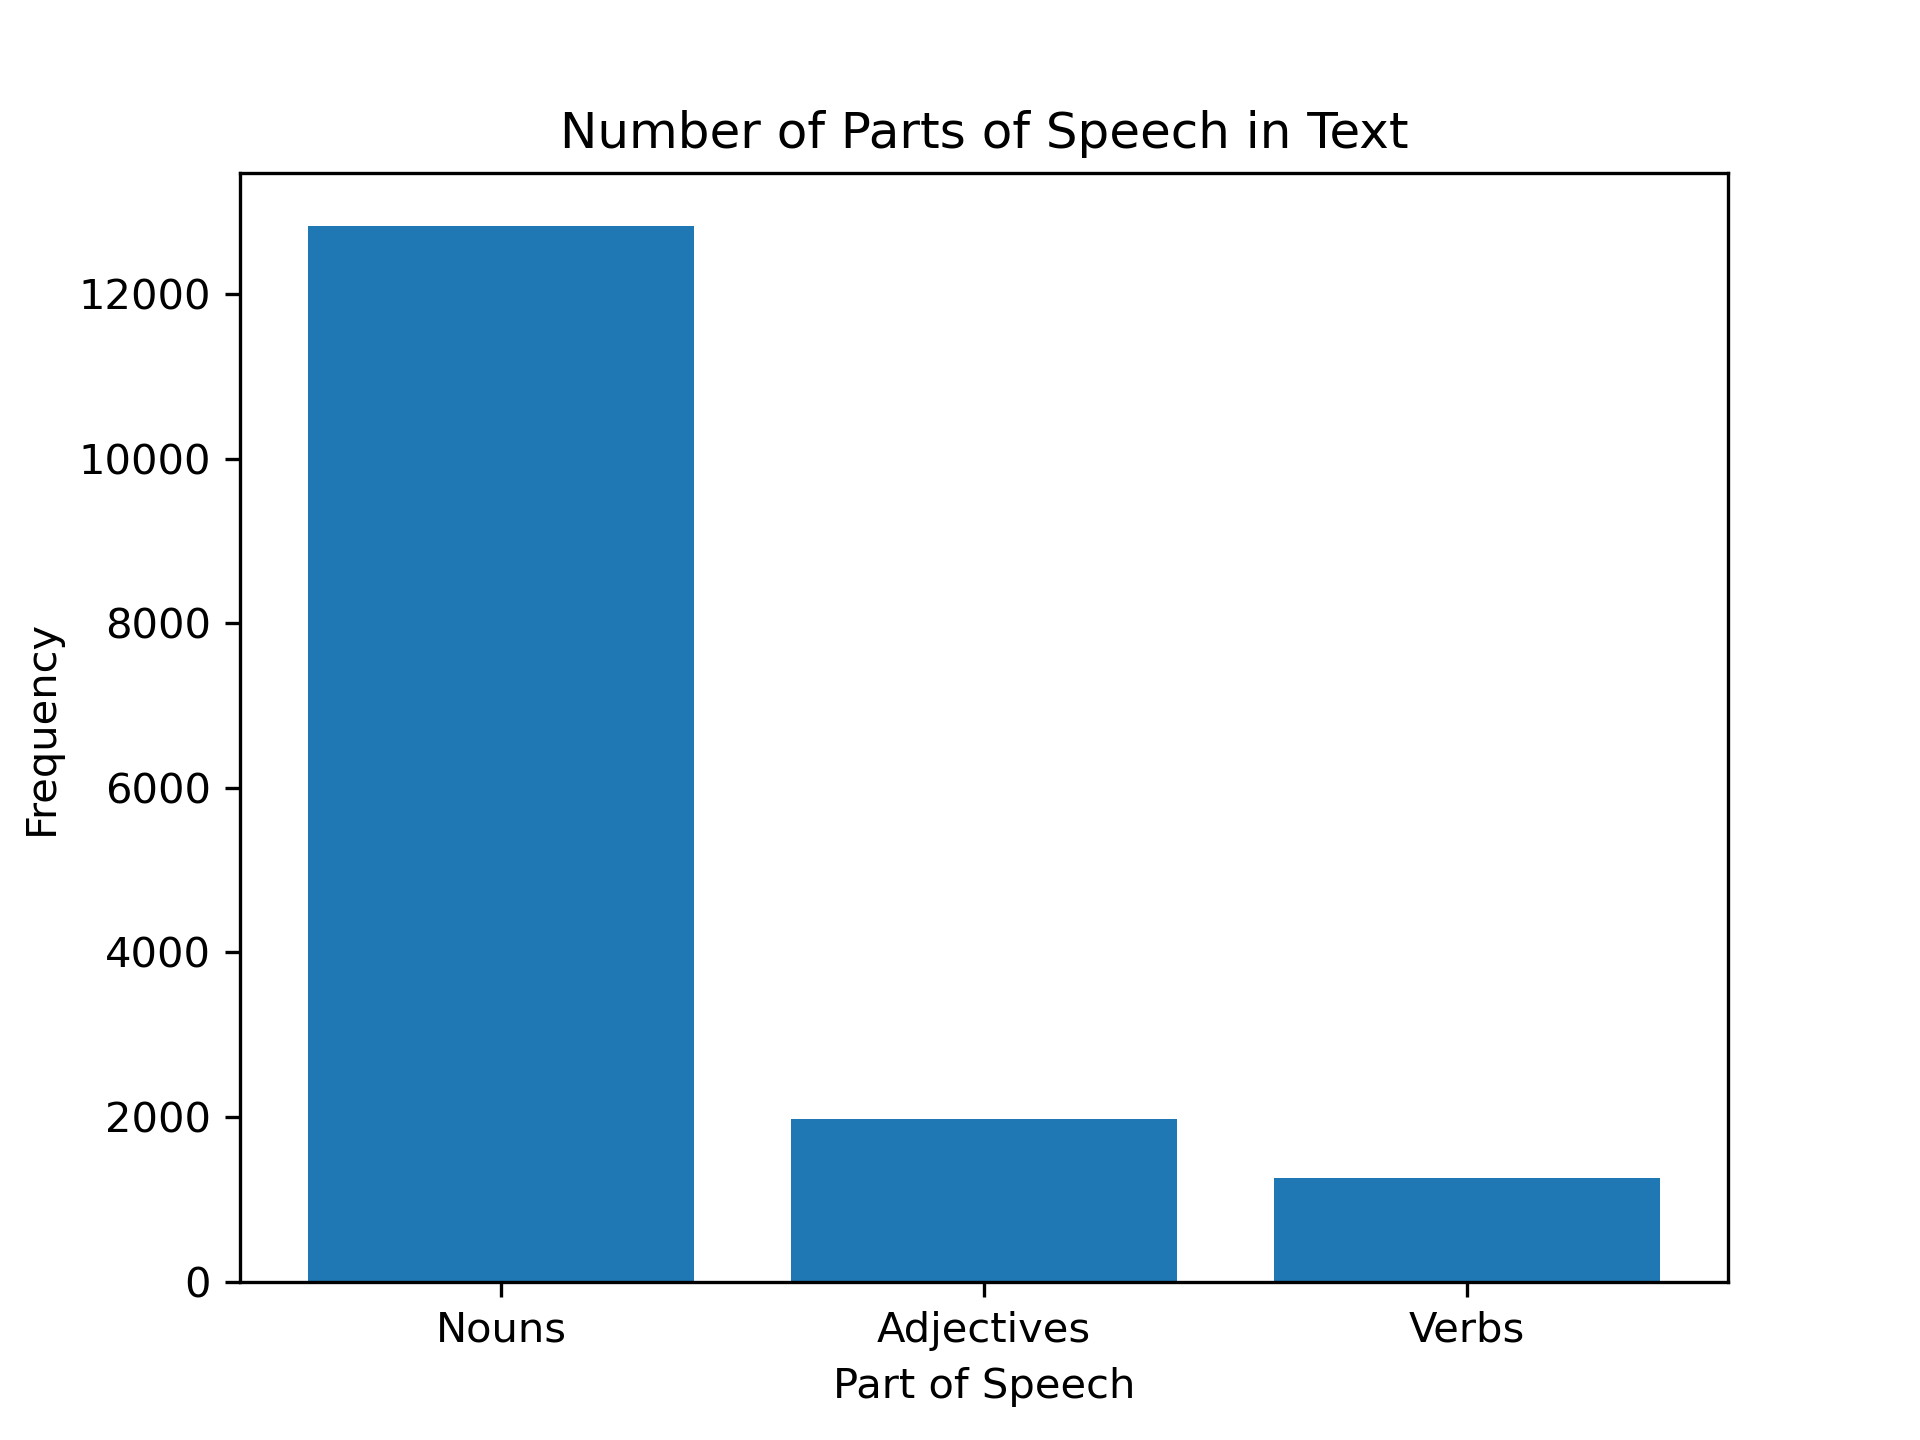 Number of Parts of Speech in Text
12000
10000
8000
6000
4000
2000
0
Frequency
Nouns Adjectives Verbs
Part of Speech